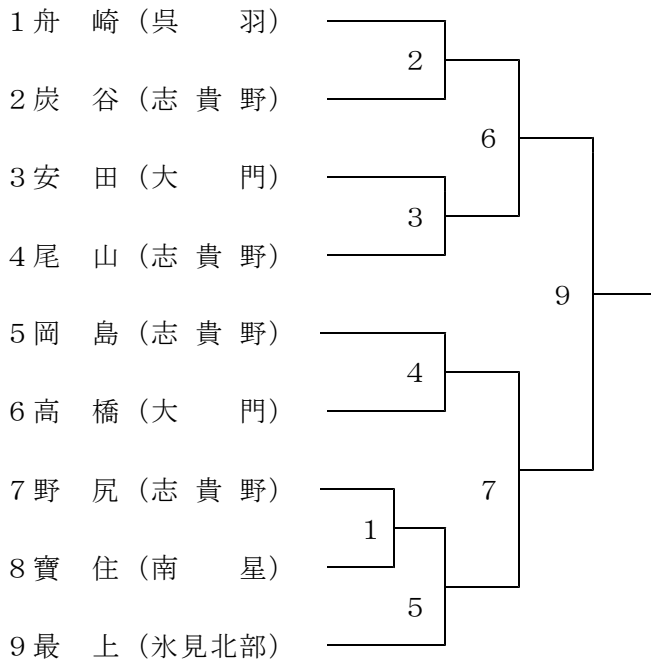 1舟　崎（呉　　羽）
2
2炭　谷（志 貴 野）
6
3安　田（大　　門）
3
4尾　山（志 貴 野）
9
5岡　島（志 貴 野）
4
6高　橋（大　　門）
7野　尻（志 貴 野）
7
1
8寶　住（南　　星）
5
9最　上（氷見北部）